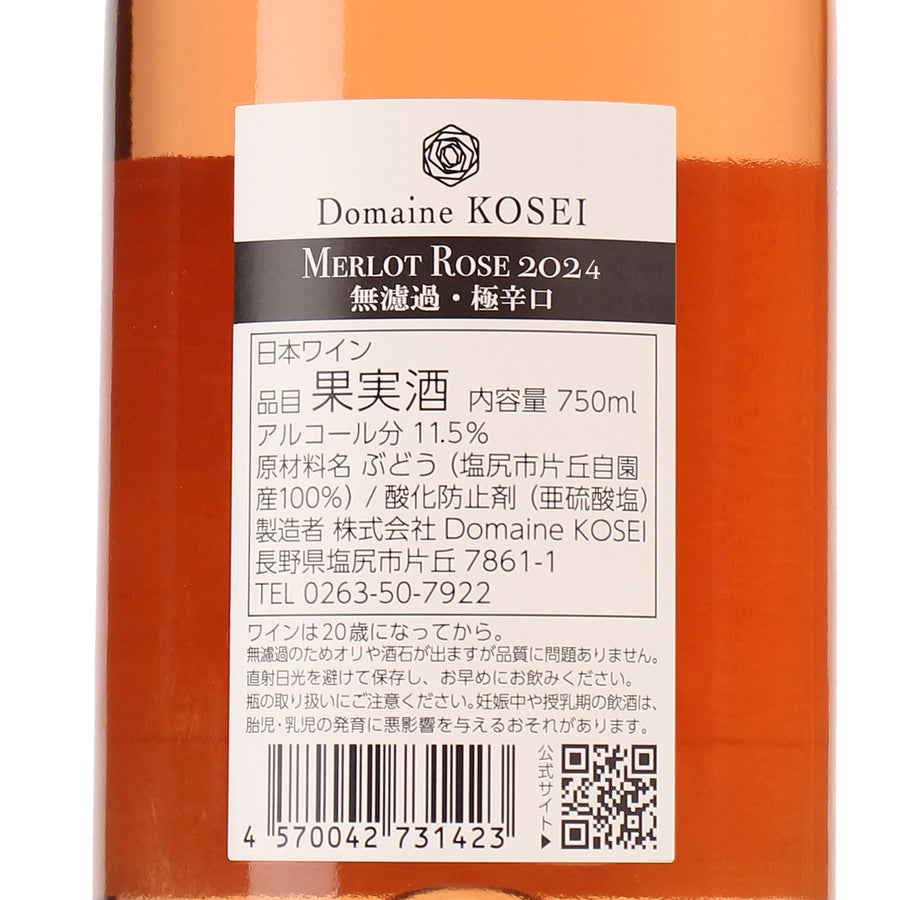 Domaine KOSEI
MERLOT ROSE 2024
無濾過・極辛口
日本ワイン
品目 果実酒 内容量 750ml
アルコール分 11.5%
原材料名 ぶどう（塩尻市片丘自園
産100%）/ 酸化防止剤（亜硫酸塩）
製造者 株式会社 Domaine KOSEI
長野県塩尻市片丘 7861-1
TEL 0263-50-7922
ワインは20歳になってから。
無濾過のためオリや酒石が出ますが品質に問題ありません。
直射日光を避けて保存し、お早めにお飲みください。
瓶の取り扱いにご注意ください。妊娠中や授乳期の飲酒は、
胎児・乳児の発育に悪影響を与えるおそれがあります。
公式サイト▶
4 570042 731423